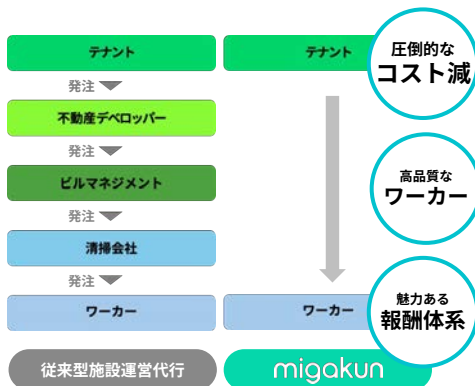 テナント
発注
不動産デベロッパー
発注
ビルマネジメント
発注
清掃会社
発注
ワーカー
従来型施設運営代行
テナント
ワーカー
migakun
圧倒的な
コスト減
高品質な
ワーカー
魅力ある
報酬体系